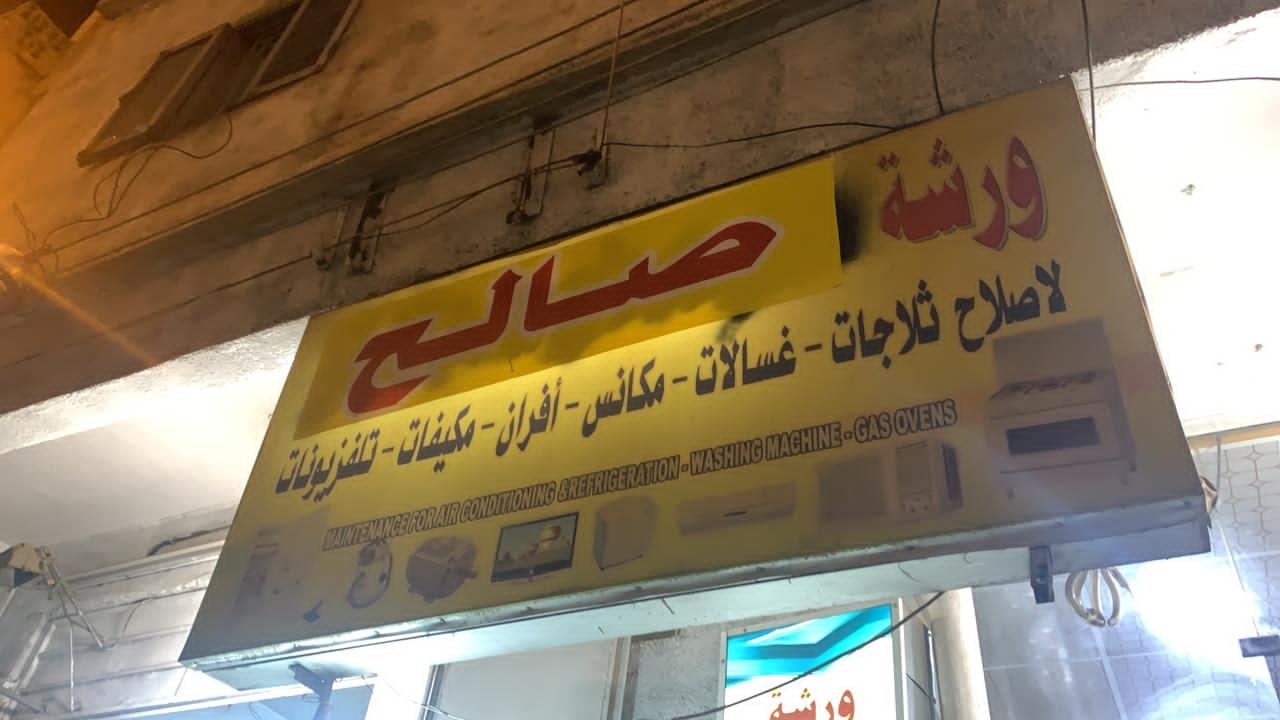 ورشة صالح
لاصلاح ثلاجات - غسالات - مكانس - أفران - مكيفات - تلفزيونات
MAINTENANCE FOR AIR CONDITIONING & REFRIGERATION - WASHING MACHINE - GAS OVENS
ورشة